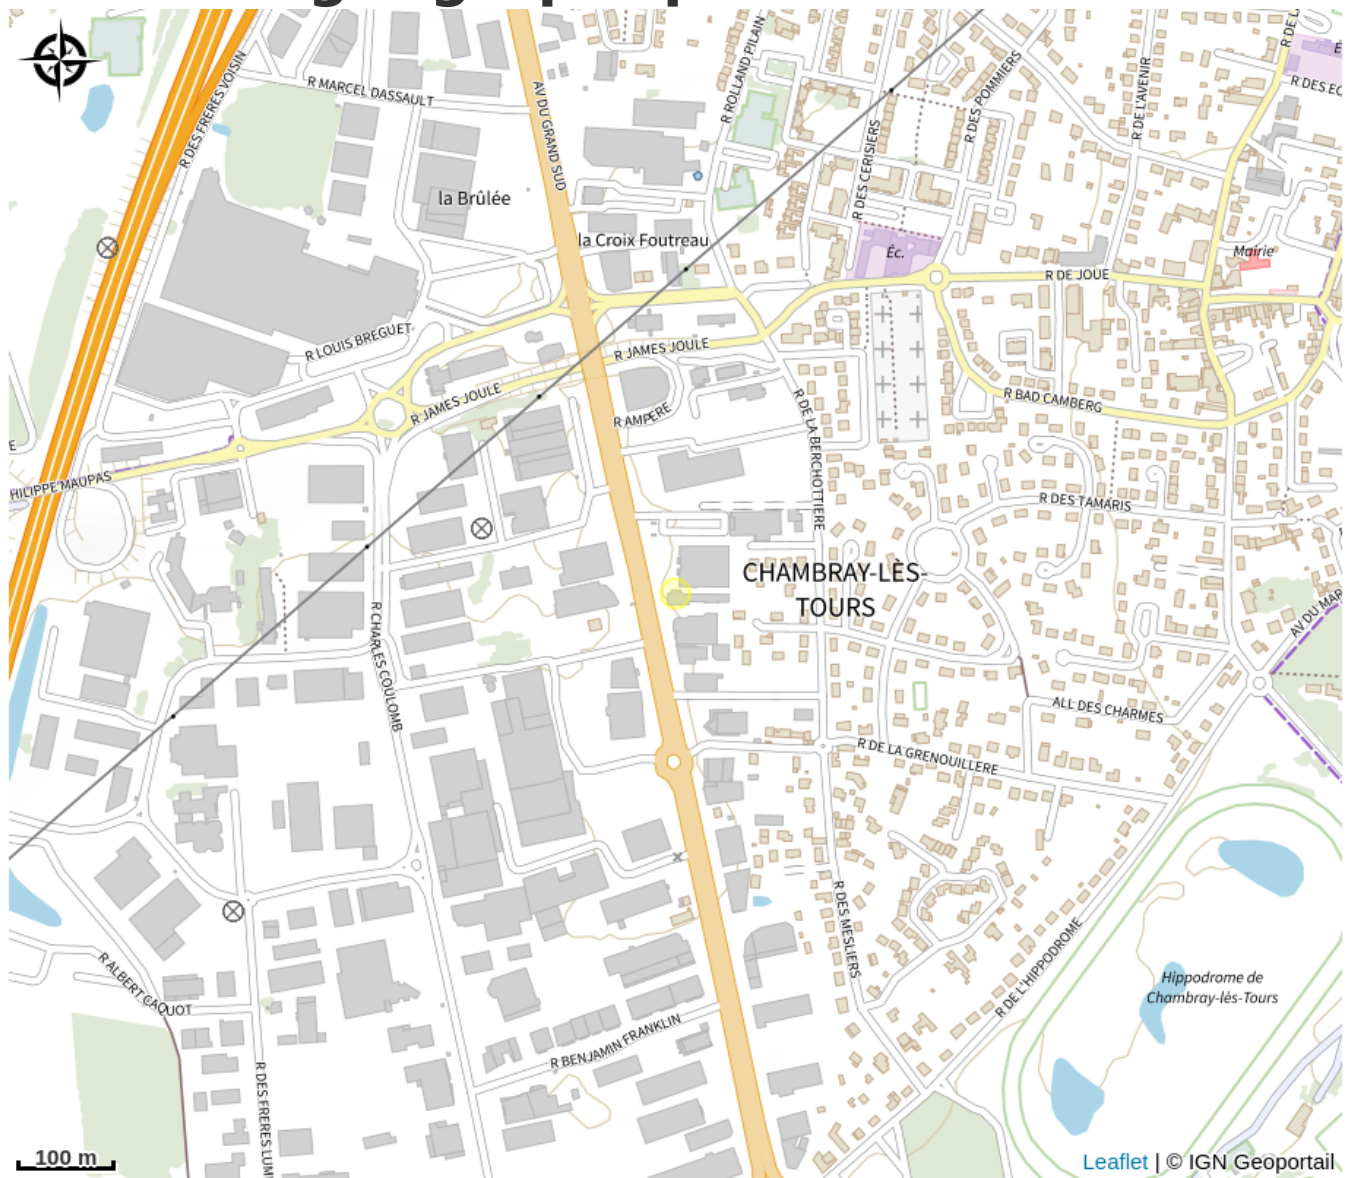 R MARCEL DASSAULT
R DES FRERES VOISIN
AV DU GRAND SUD
R ROLLAND PILAIN
R DES POMMIERS
R DE L'AVENIR
R DES CERISIERS
la Brûlée
la Croix Foutreau
Éc.
Mairie
R DE JOUE
R LOUIS BREGUET
R JAMES JOULE
R JAMES JOULE
R AMPERE
R DE LA BERCHOTTIERE
R BAD CAMBERG
HILIPPE MAUPAS
R DES TAMARIS
CHAMBRAY-LÈS-
TOURS
AV DU MAR
R CHARLES COULOMB
ALL DES CHARMES
R DE LA GRENOUILLERE
R DES MESLIERS
R DE L'HIPPODROME
Hippodrome de
Chambray-lès-Tours
R ALBERT CAQUOT
R BENJAMIN FRANKLIN
R DES FRERES LUM
100 m
Leaflet | © IGN Geoportail